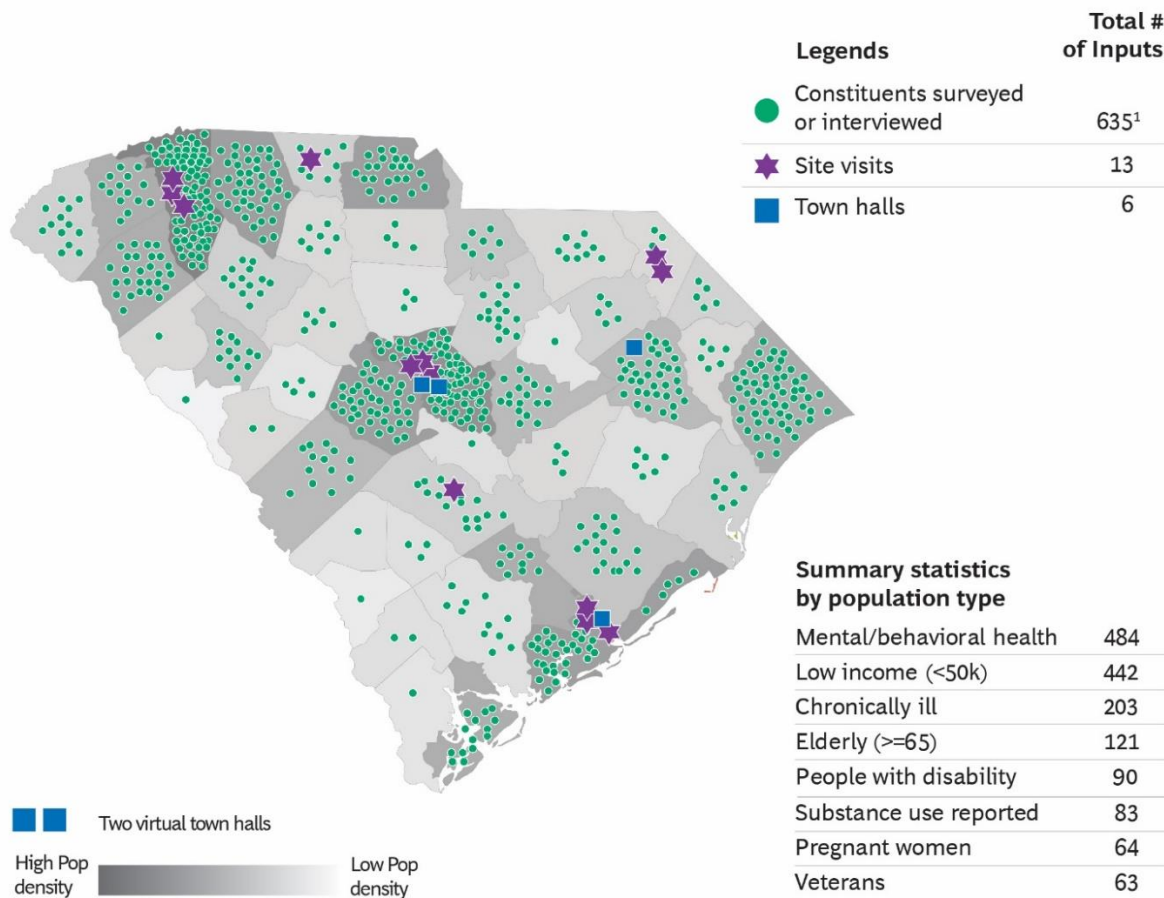 Total #
Legends of Inputs
Constituents surveyed
or interviewed 635¹
Site visits 13
Town halls 6
Summary statistics
by population type
Mental/behavioral health 484
Low income (<50k) 442
Chronically ill 203
Elderly (>=65) 121
People with disability 90
Substance use reported 83
Pregnant women 64
Veterans 63
Two virtual town halls
High Pop Low Pop
density density